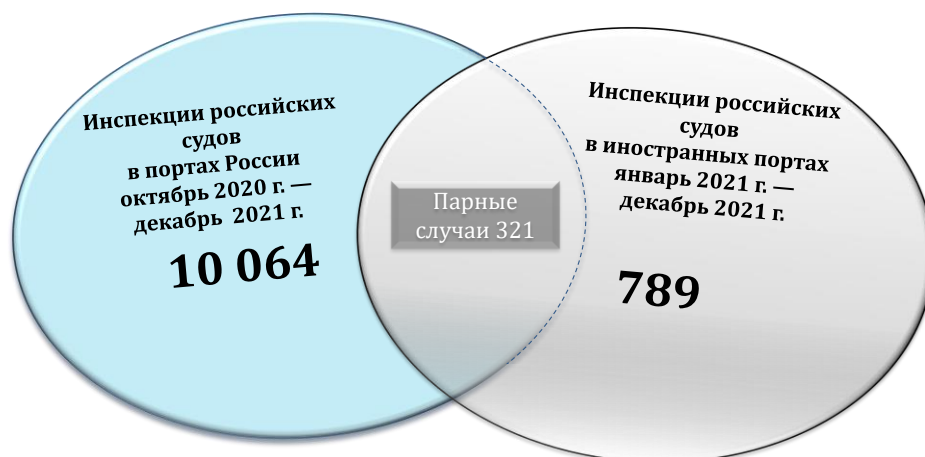 Инспекции российских
судов
в портах России
октябрь 2020 г. —
декабрь 2021 г.
10 064
Парные
случаи 321
Инспекции российских
судов
в иностранных портах
январь 2021 г. —
декабрь 2021 г.
789